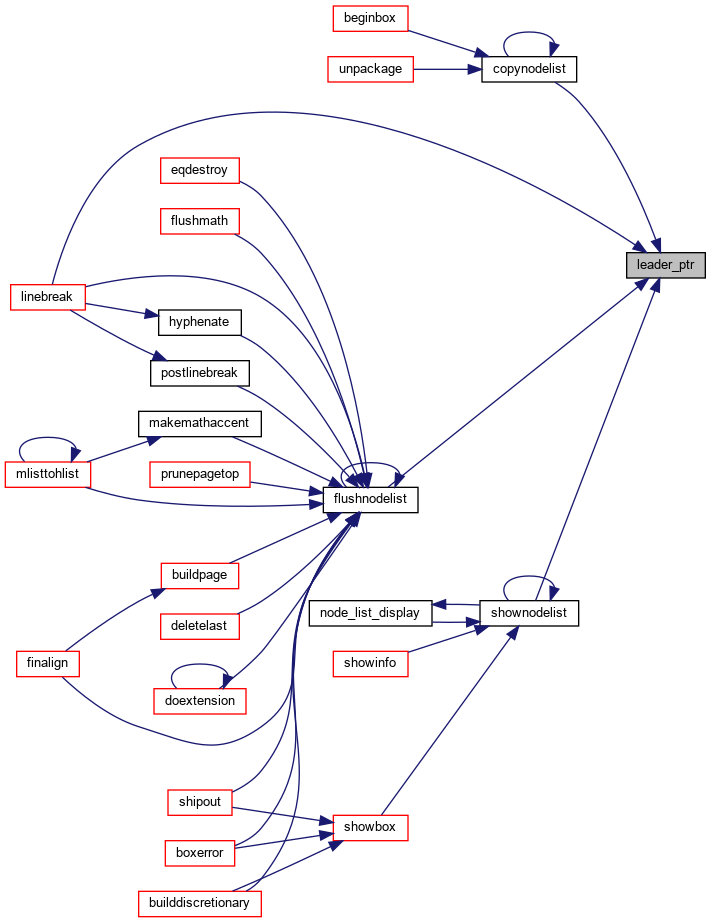 beginbox
unpackage
copynodelist
eqdestroy
flushmath
leader_ptr
linebreak
hyphenate
postlinebreak
makemathaccent
mlisttohlist
prunepagetop
flushnodelist
buildpage
node_list_display
shownodelist
deletelast
finalign
showinfo
doextension
shipout
showbox
boxerror
builddiscretionary